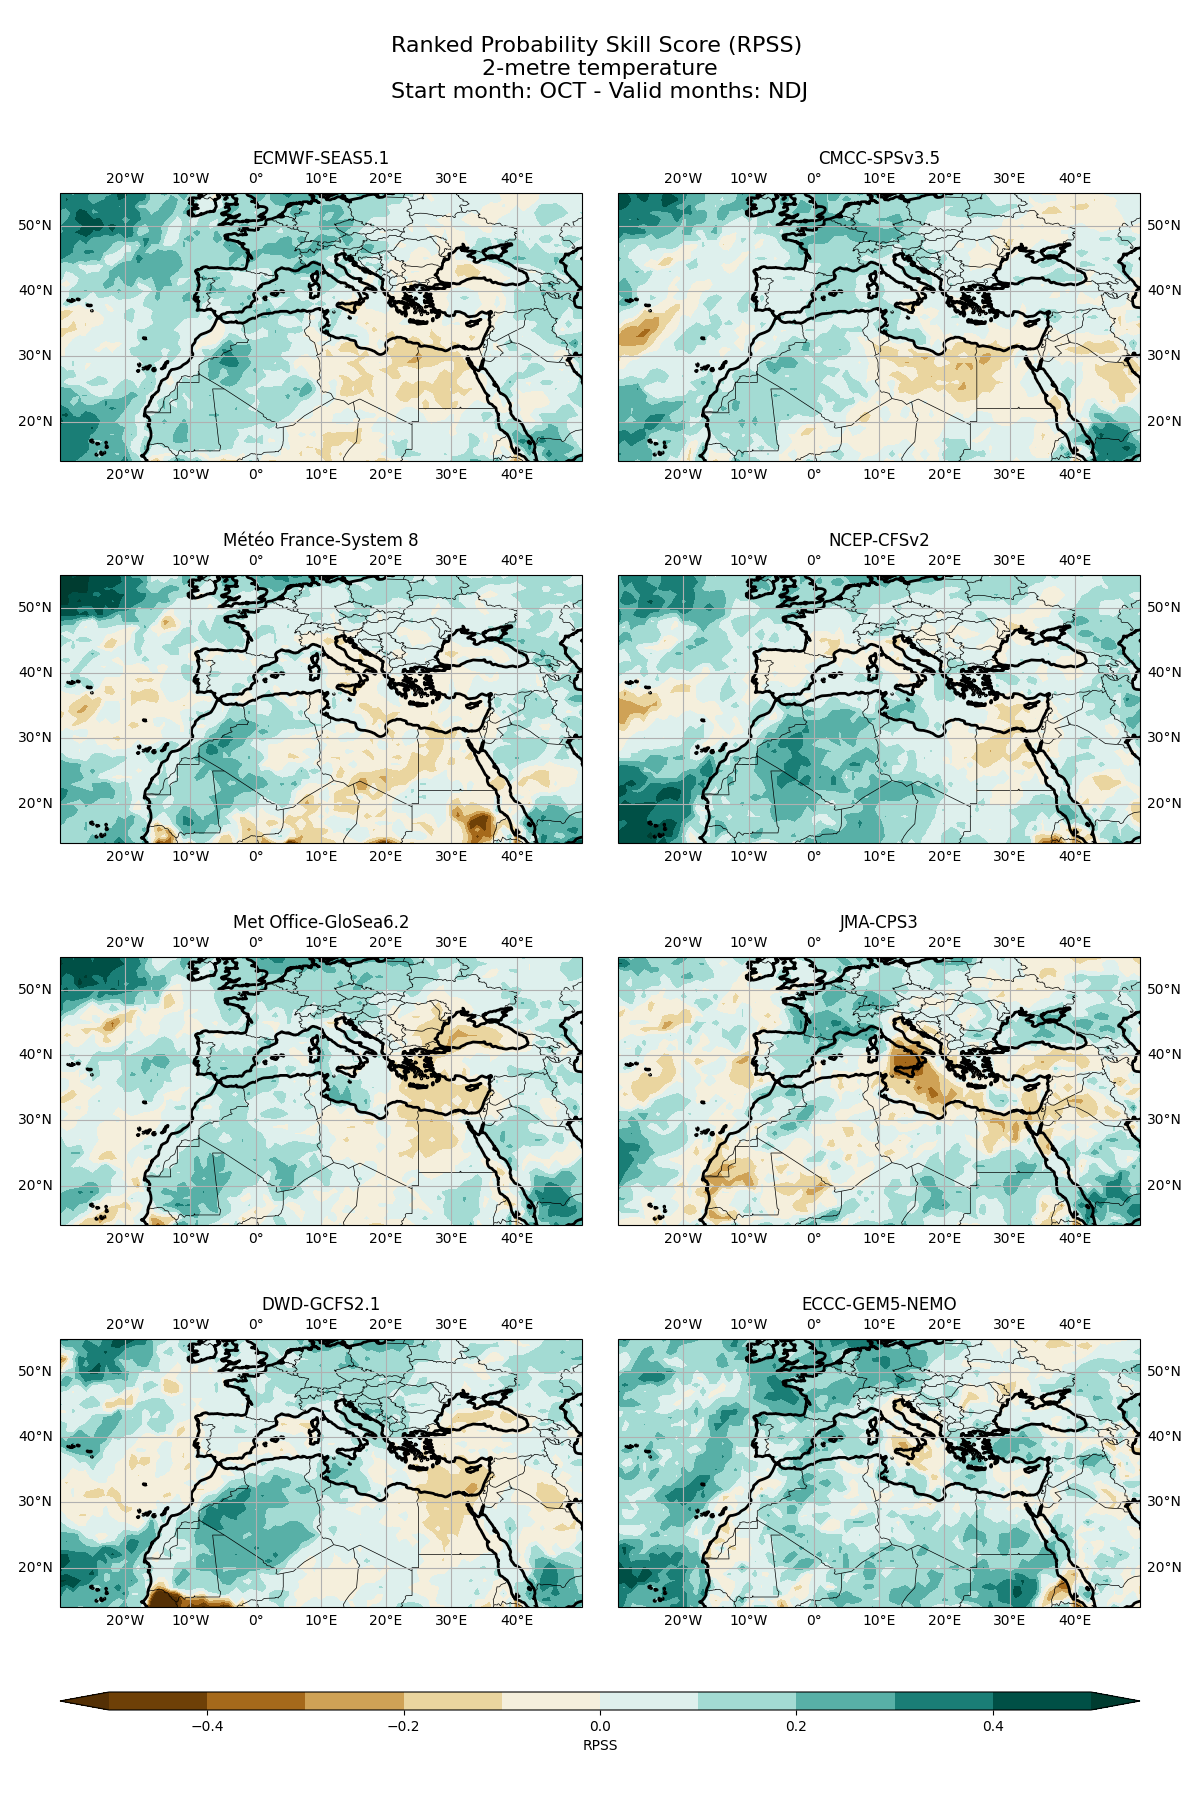 Ranked Probability Skill Score (RPSS)
2-metre temperature
Start month: OCT - Valid months: NDJ
ECMWF-SEAS5.1
CMCC-SPSv3.5
20°W 10°W 0° 10°E 20°E 30°E 40°E
20°W 10°W 0° 10°E 20°E 30°E 40°E
50°N
50°N
40°N
40°N
30°N
30°N
20°N
20°N
20°W 10°W 0° 10°E 20°E 30°E 40°E
20°W 10°W 0° 10°E 20°E 30°E 40°E
Météo France-System 8
NCEP-CFSv2
20°W 10°W 0° 10°E 20°E 30°E 40°E
20°W 10°W 0° 10°E 20°E 30°E 40°E
50°N
50°N
40°N
40°N
30°N
30°N
20°N
20°N
20°W 10°W 0° 10°E 20°E 30°E 40°E
20°W 10°W 0° 10°E 20°E 30°E 40°E
Met Office-GloSea6.2
JMA-CPS3
20°W 10°W 0° 10°E 20°E 30°E 40°E
20°W 10°W 0° 10°E 20°E 30°E 40°E
50°N
50°N
40°N
40°N
30°N
30°N
20°N
20°N
20°W 10°W 0° 10°E 20°E 30°E 40°E
20°W 10°W 0° 10°E 20°E 30°E 40°E
DWD-GCFS2.1
ECCC-GEM5-NEMO
20°W 10°W 0° 10°E 20°E 30°E 40°E
20°W 10°W 0° 10°E 20°E 30°E 40°E
50°N
50°N
40°N
40°N
30°N
30°N
20°N
20°N
20°W 10°W 0° 10°E 20°E 30°E 40°E
20°W 10°W 0° 10°E 20°E 30°E 40°E
−0.4 −0.2 0.0 0.2 0.4
RPSS